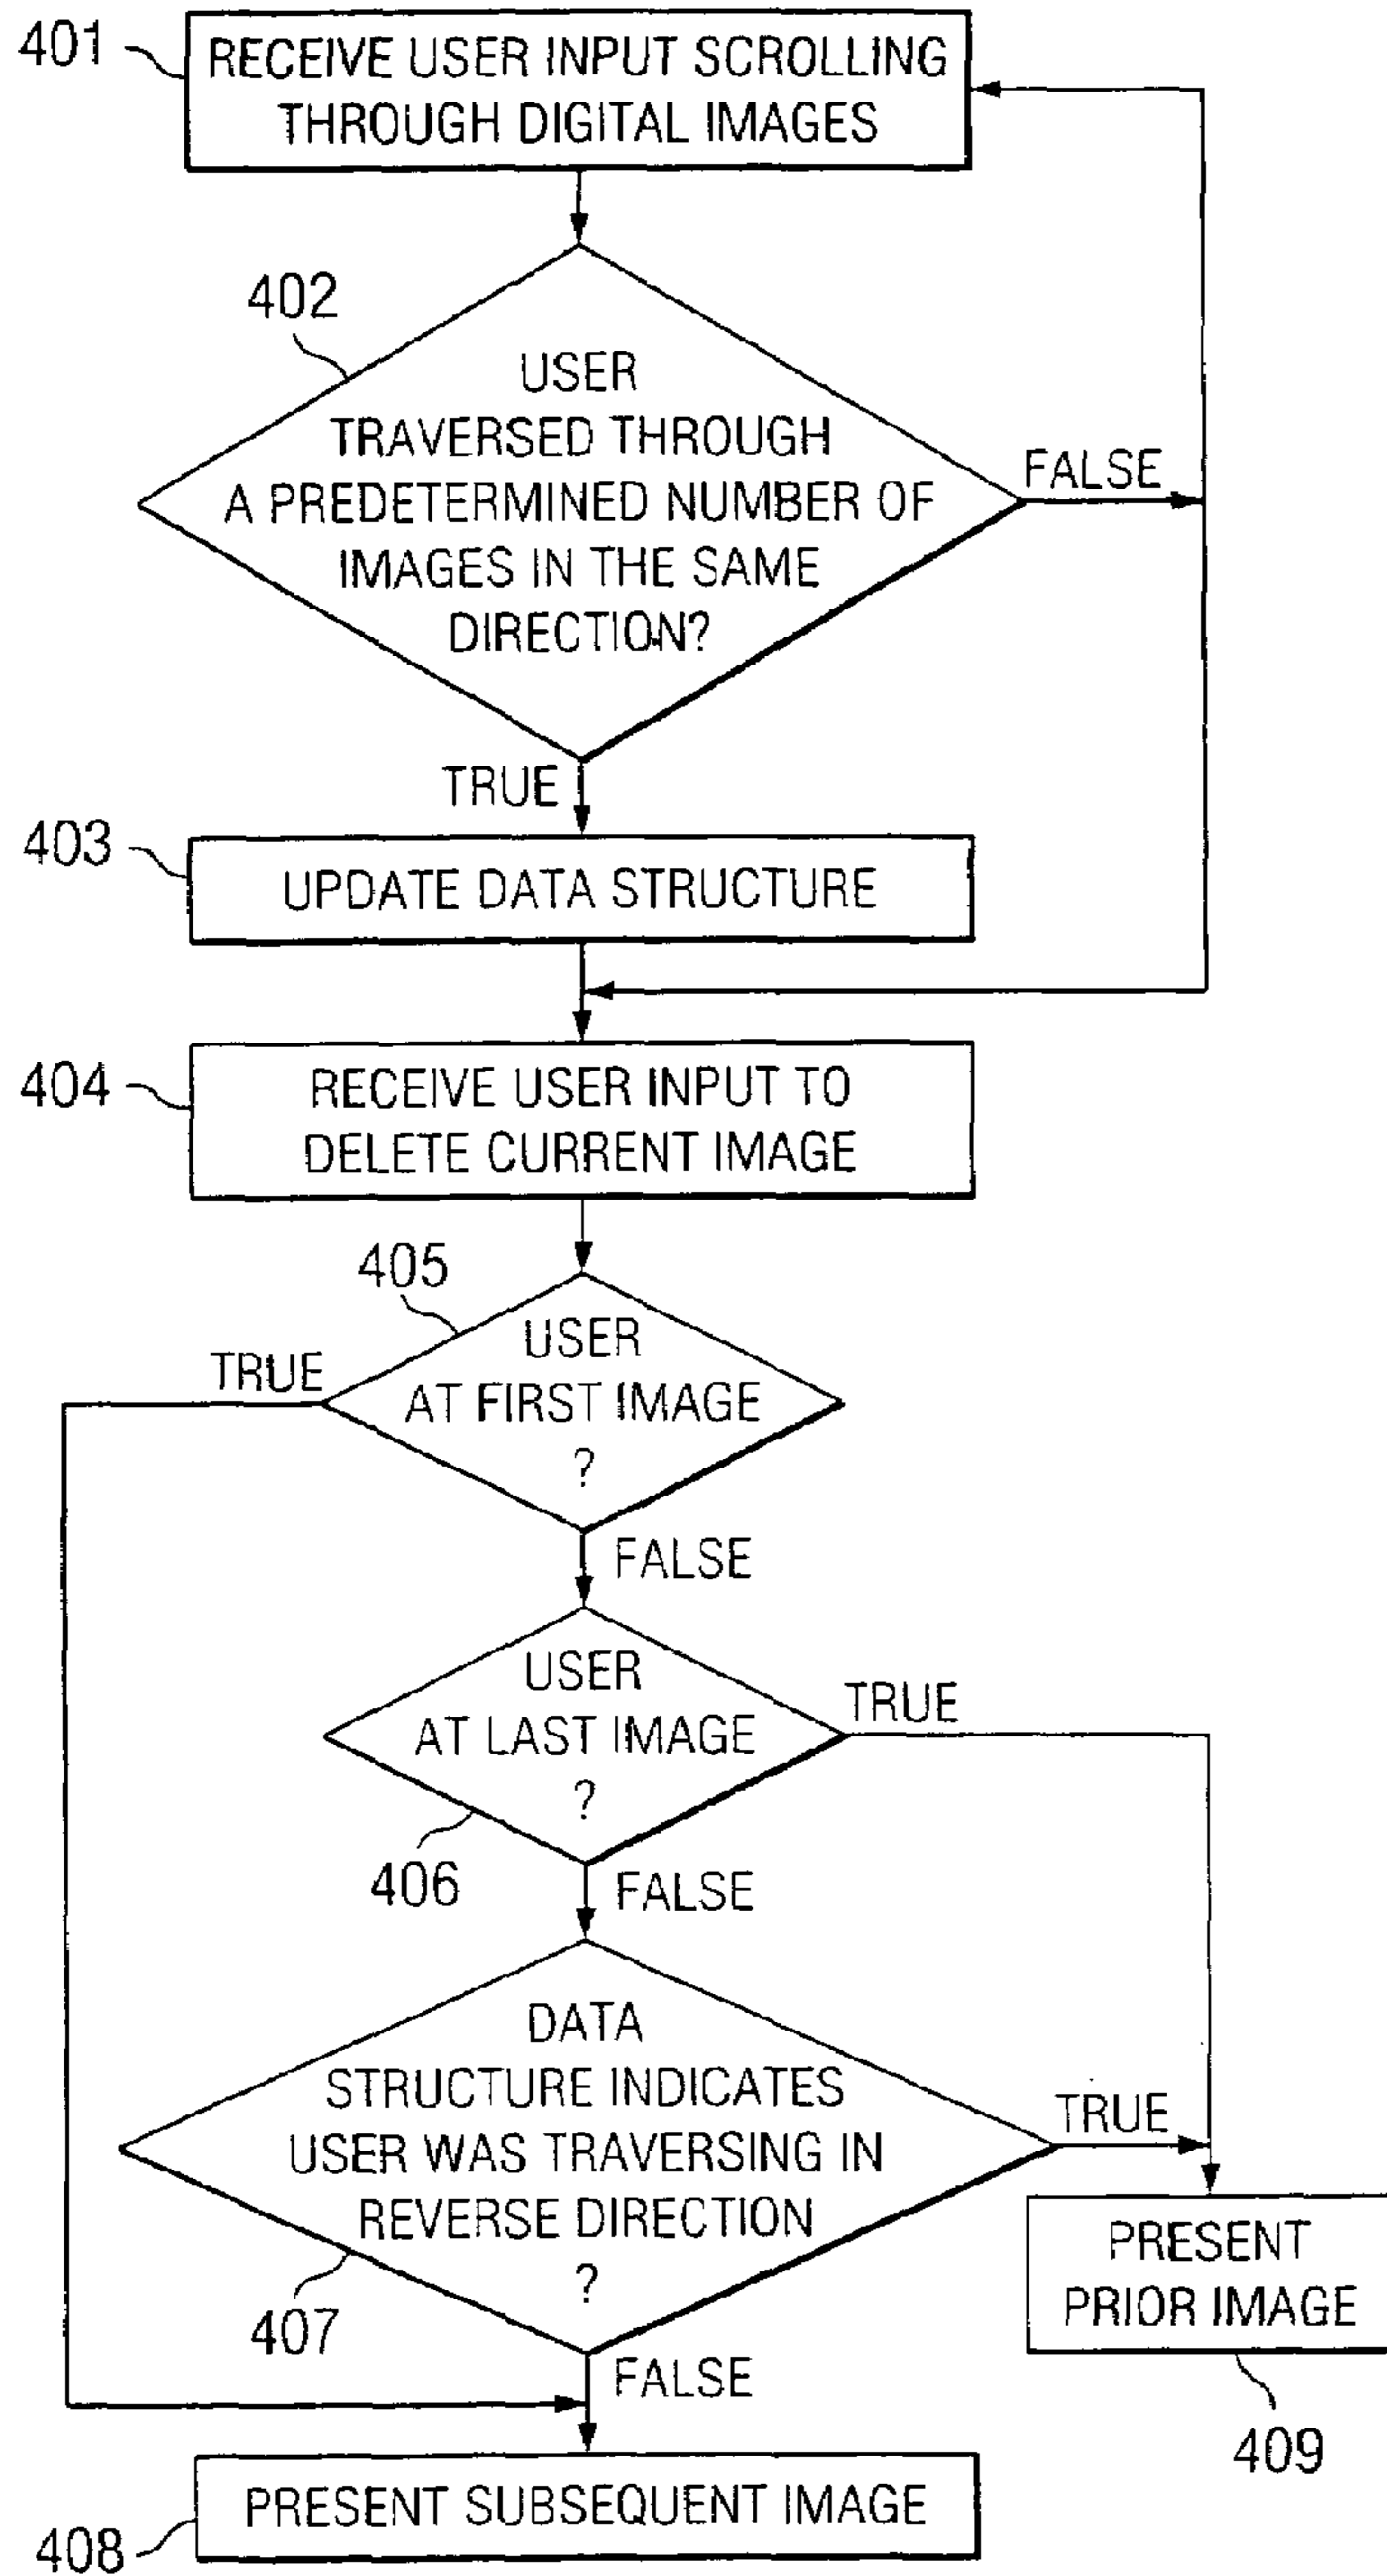 401
RECEIVE USER INPUT SCROLLING
THROUGH DIGITAL IMAGES
402
USER
TRAVERSED THROUGH
A PREDETERMINED NUMBER OF
IMAGES IN THE SAME
DIRECTION?
FALSE
TRUE
403
UPDATE DATA STRUCTURE
404
RECEIVE USER INPUT TO
DELETE CURRENT IMAGE
405
USER
AT FIRST IMAGE
?
TRUE
FALSE
USER
AT LAST IMAGE
?
TRUE
406
FALSE
DATA
STRUCTURE INDICATES
USER WAS TRAVERSING IN
REVERSE DIRECTION
?
TRUE
407
FALSE
PRESENT
PRIOR IMAGE
409
PRESENT SUBSEQUENT IMAGE
408